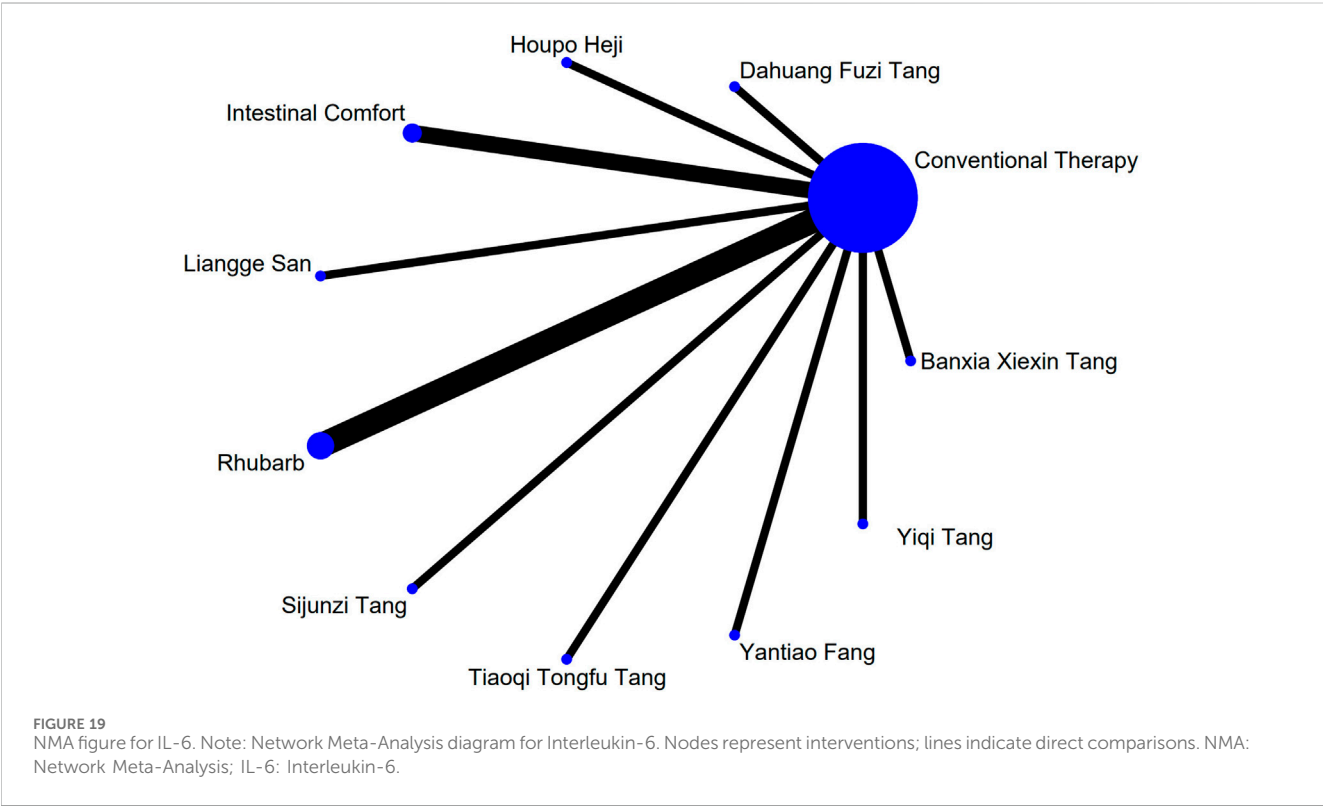 Houpo Heji
Dahuang Fuzi Tang
Intestinal Comfort
Conventional Therapy
Liangge San
Banxia Xiexin Tang
Rhubarb
Yiqi Tang
Sijunzi Tang
Yantiao Fang
Tiaoqi Tongfu Tang
FIGURE 19
NMA figure for IL-6. Note: Network Meta-Analysis diagram for Interleukin-6. Nodes represent interventions; lines indicate direct comparisons. NMA:
Network Meta-Analysis; IL-6: Interleukin-6.